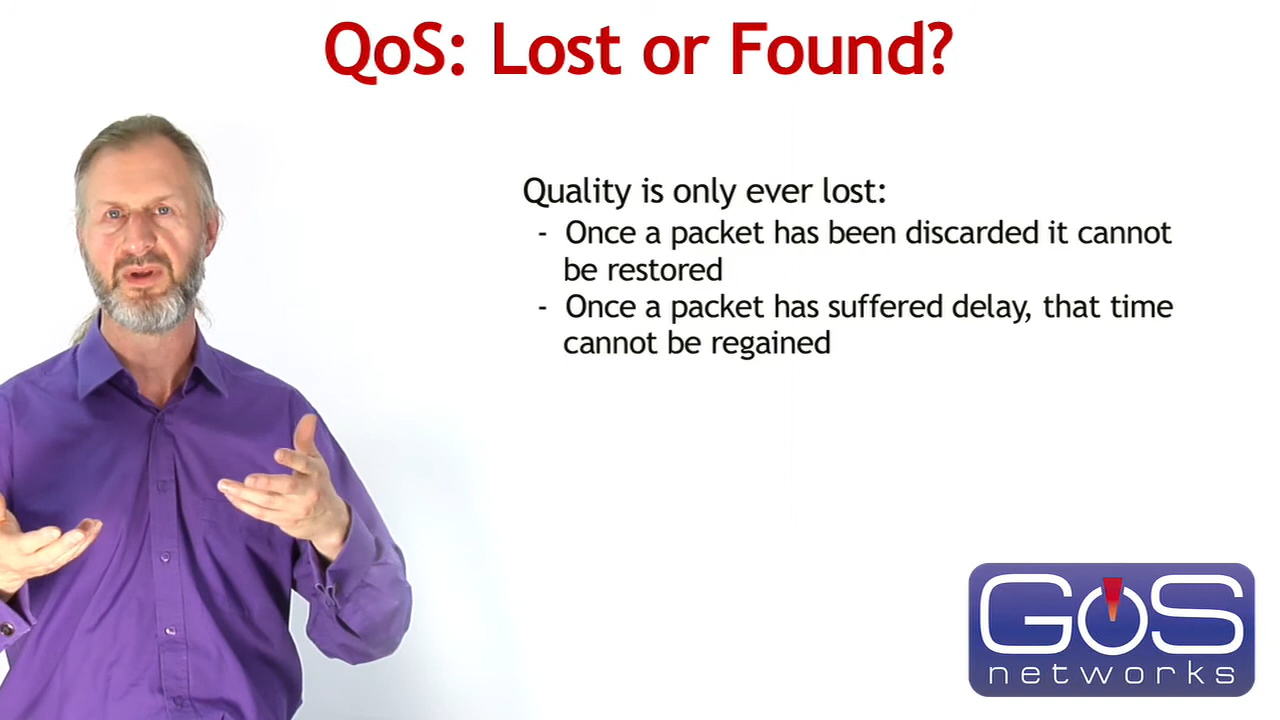 QoS: Lost or Found?
Quality is only ever lost:
- Once a packet has been discarded it cannot
be restored
- Once a packet has suffered delay, that time
cannot be regained
GoS
networks